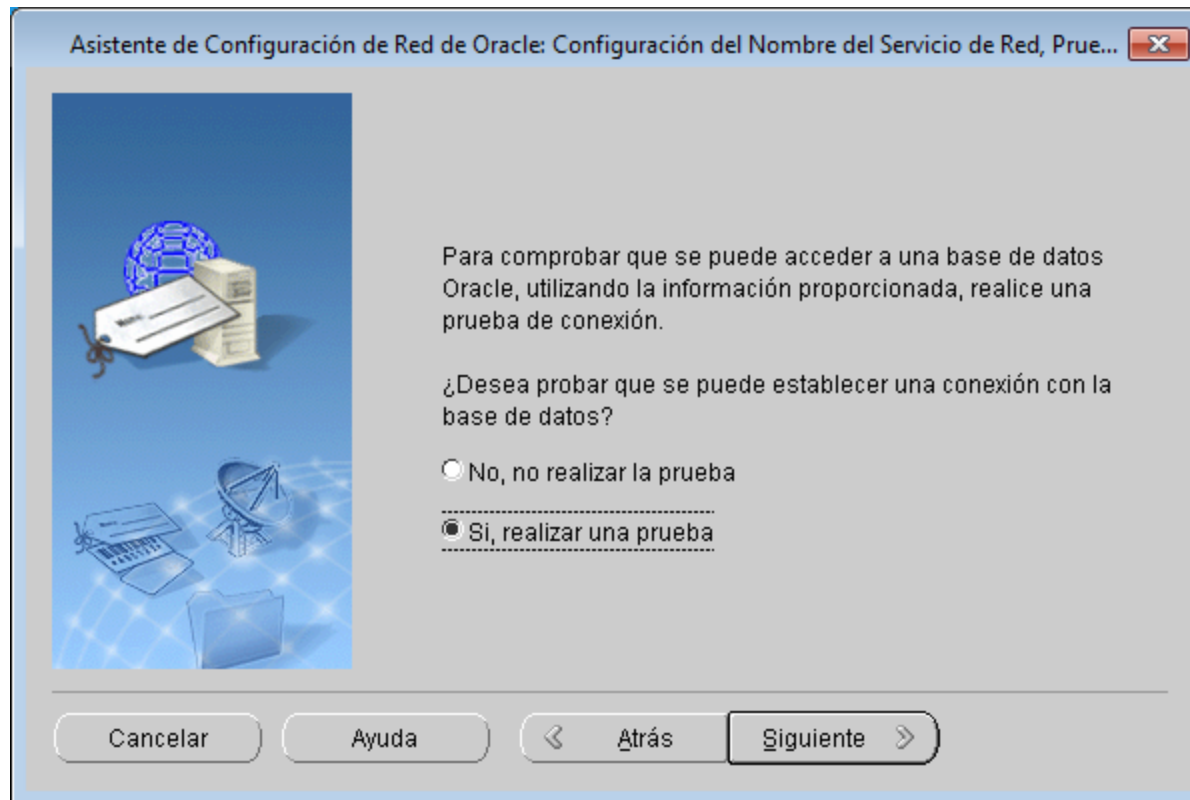 Asistente de Configuración de Red de Oracle: Configuración del Nombre del Servicio de Red, Prue...
Para comprobar que se puede acceder a una base de datos
Oracle, utilizando la información proporcionada, realice una
prueba de conexión.
¿Desea probar que se puede establecer una conexión con la
base de datos?
No, no realizar la prueba
Si, realizar una prueba
Cancelar
Ayuda
Atrás
Siguiente